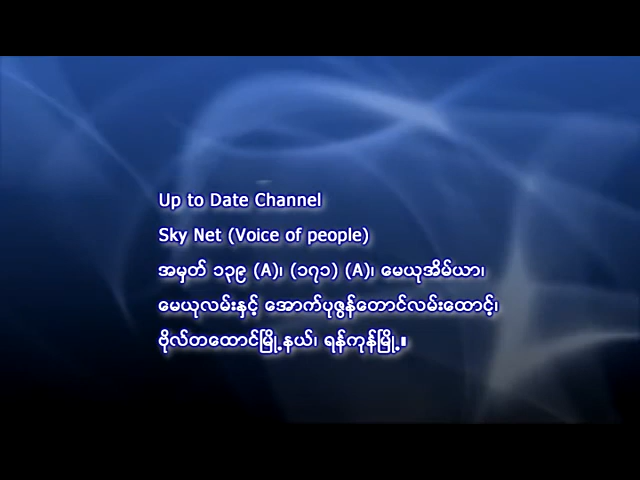 Up to Date Channel
Sky Net (Voice of people)
အမှတ် ၁၃၉ (A)၊ (၁၇၁) (A)၊ မေယုအိမ်ယာ၊
မေယုလမ်းနှင့် အောက်ပုဇွန်တောင်လမ်းထောင့်၊
ဗိုလ်တထောင်မြို့နယ်၊ ရန်ကုန်မြို့။